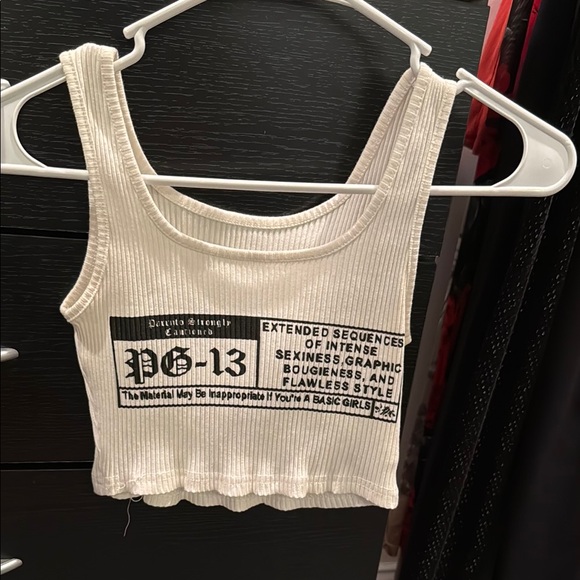 Parents Strongly
Cautioned
PG-13
EXTENDED SEQUENCES
OF INTENSE
SEXINESS, GRAPHIC
BOUGIENESS, AND
FLAWLESS STYLE
The Material May Be Inappropriate If You're A BASIC GIRLS